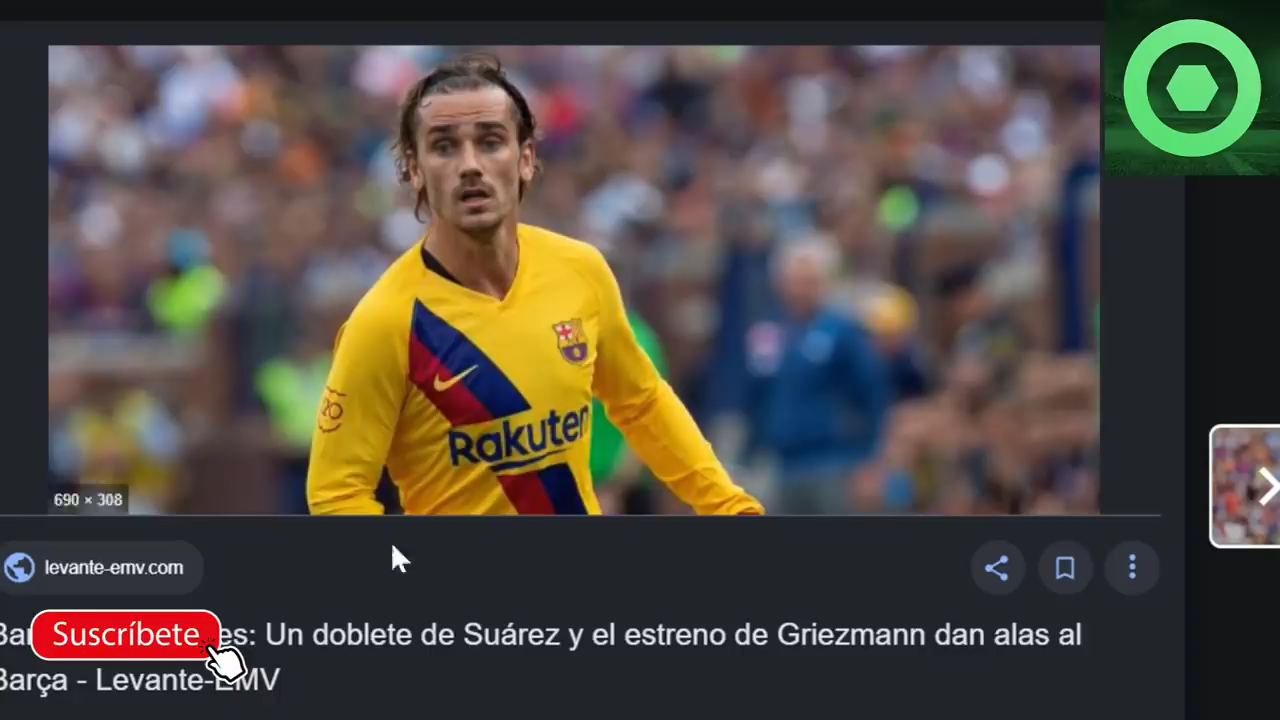 20
Rakuten
690 × 308
levante-emv.com
es: Un doblete de Suárez y el estreno de Griezmann dan alas al
Suscríbete
Barça - Levante-EMV